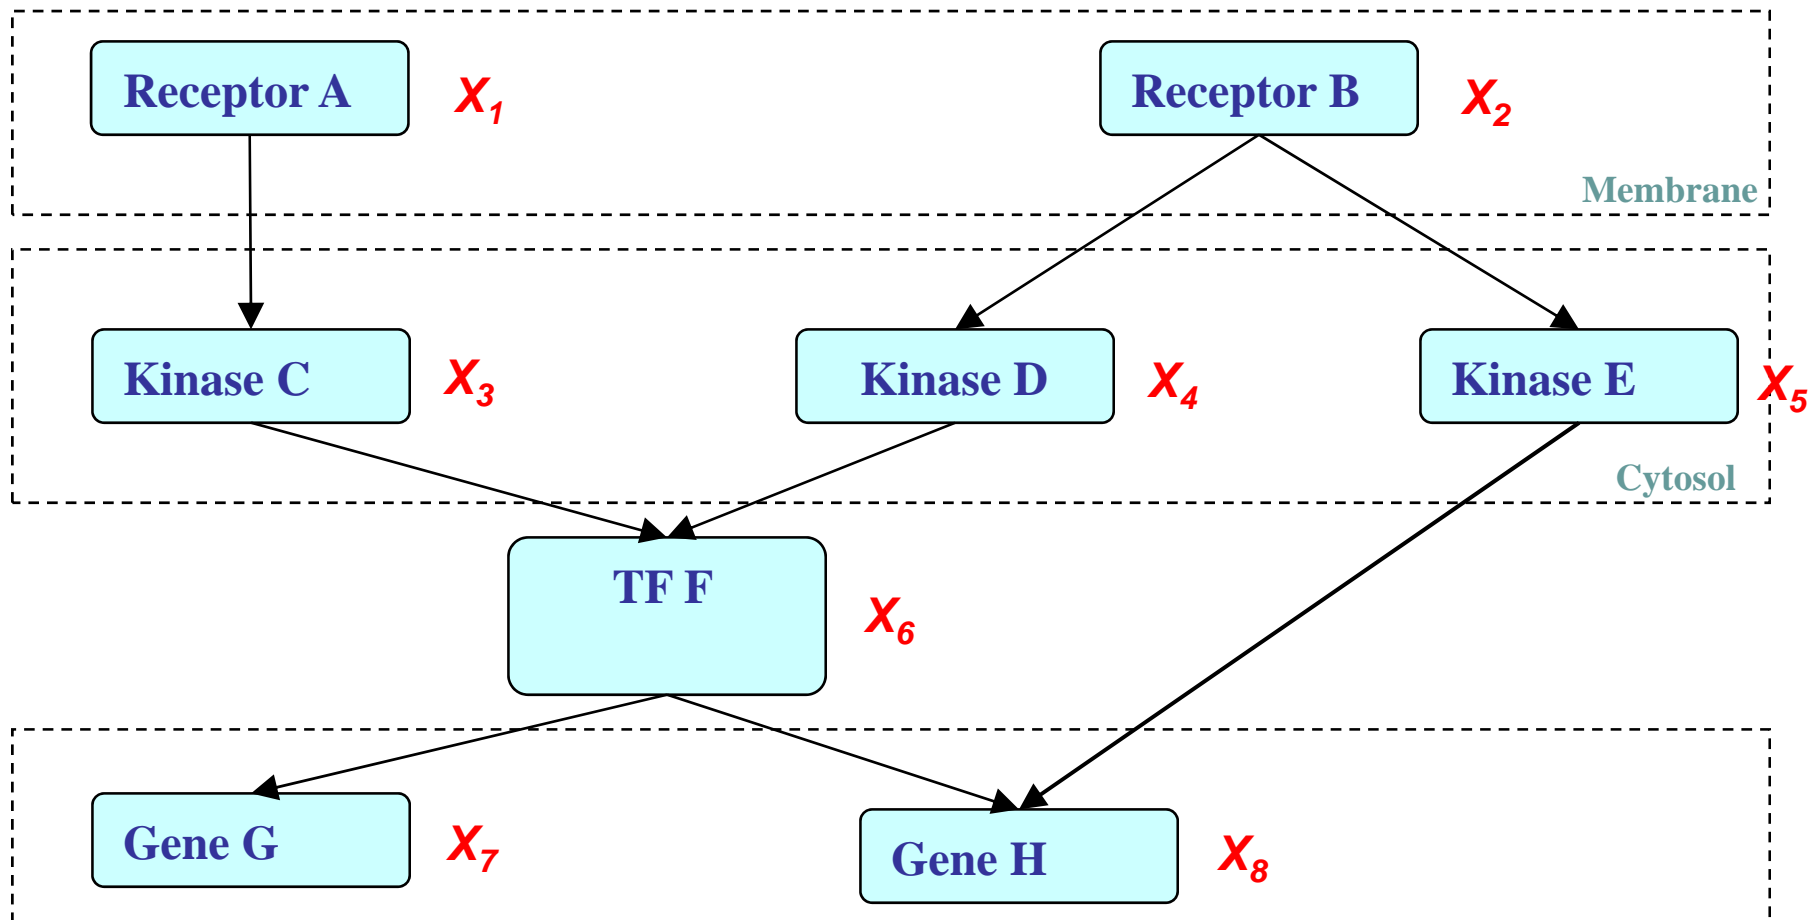 Receptor A
X1
Receptor B
X2
Membrane
Kinase C
X3
Kinase D
X4
Kinase E
X5
Cytosol
TF F
X6
Gene G
X7
Gene H
X8